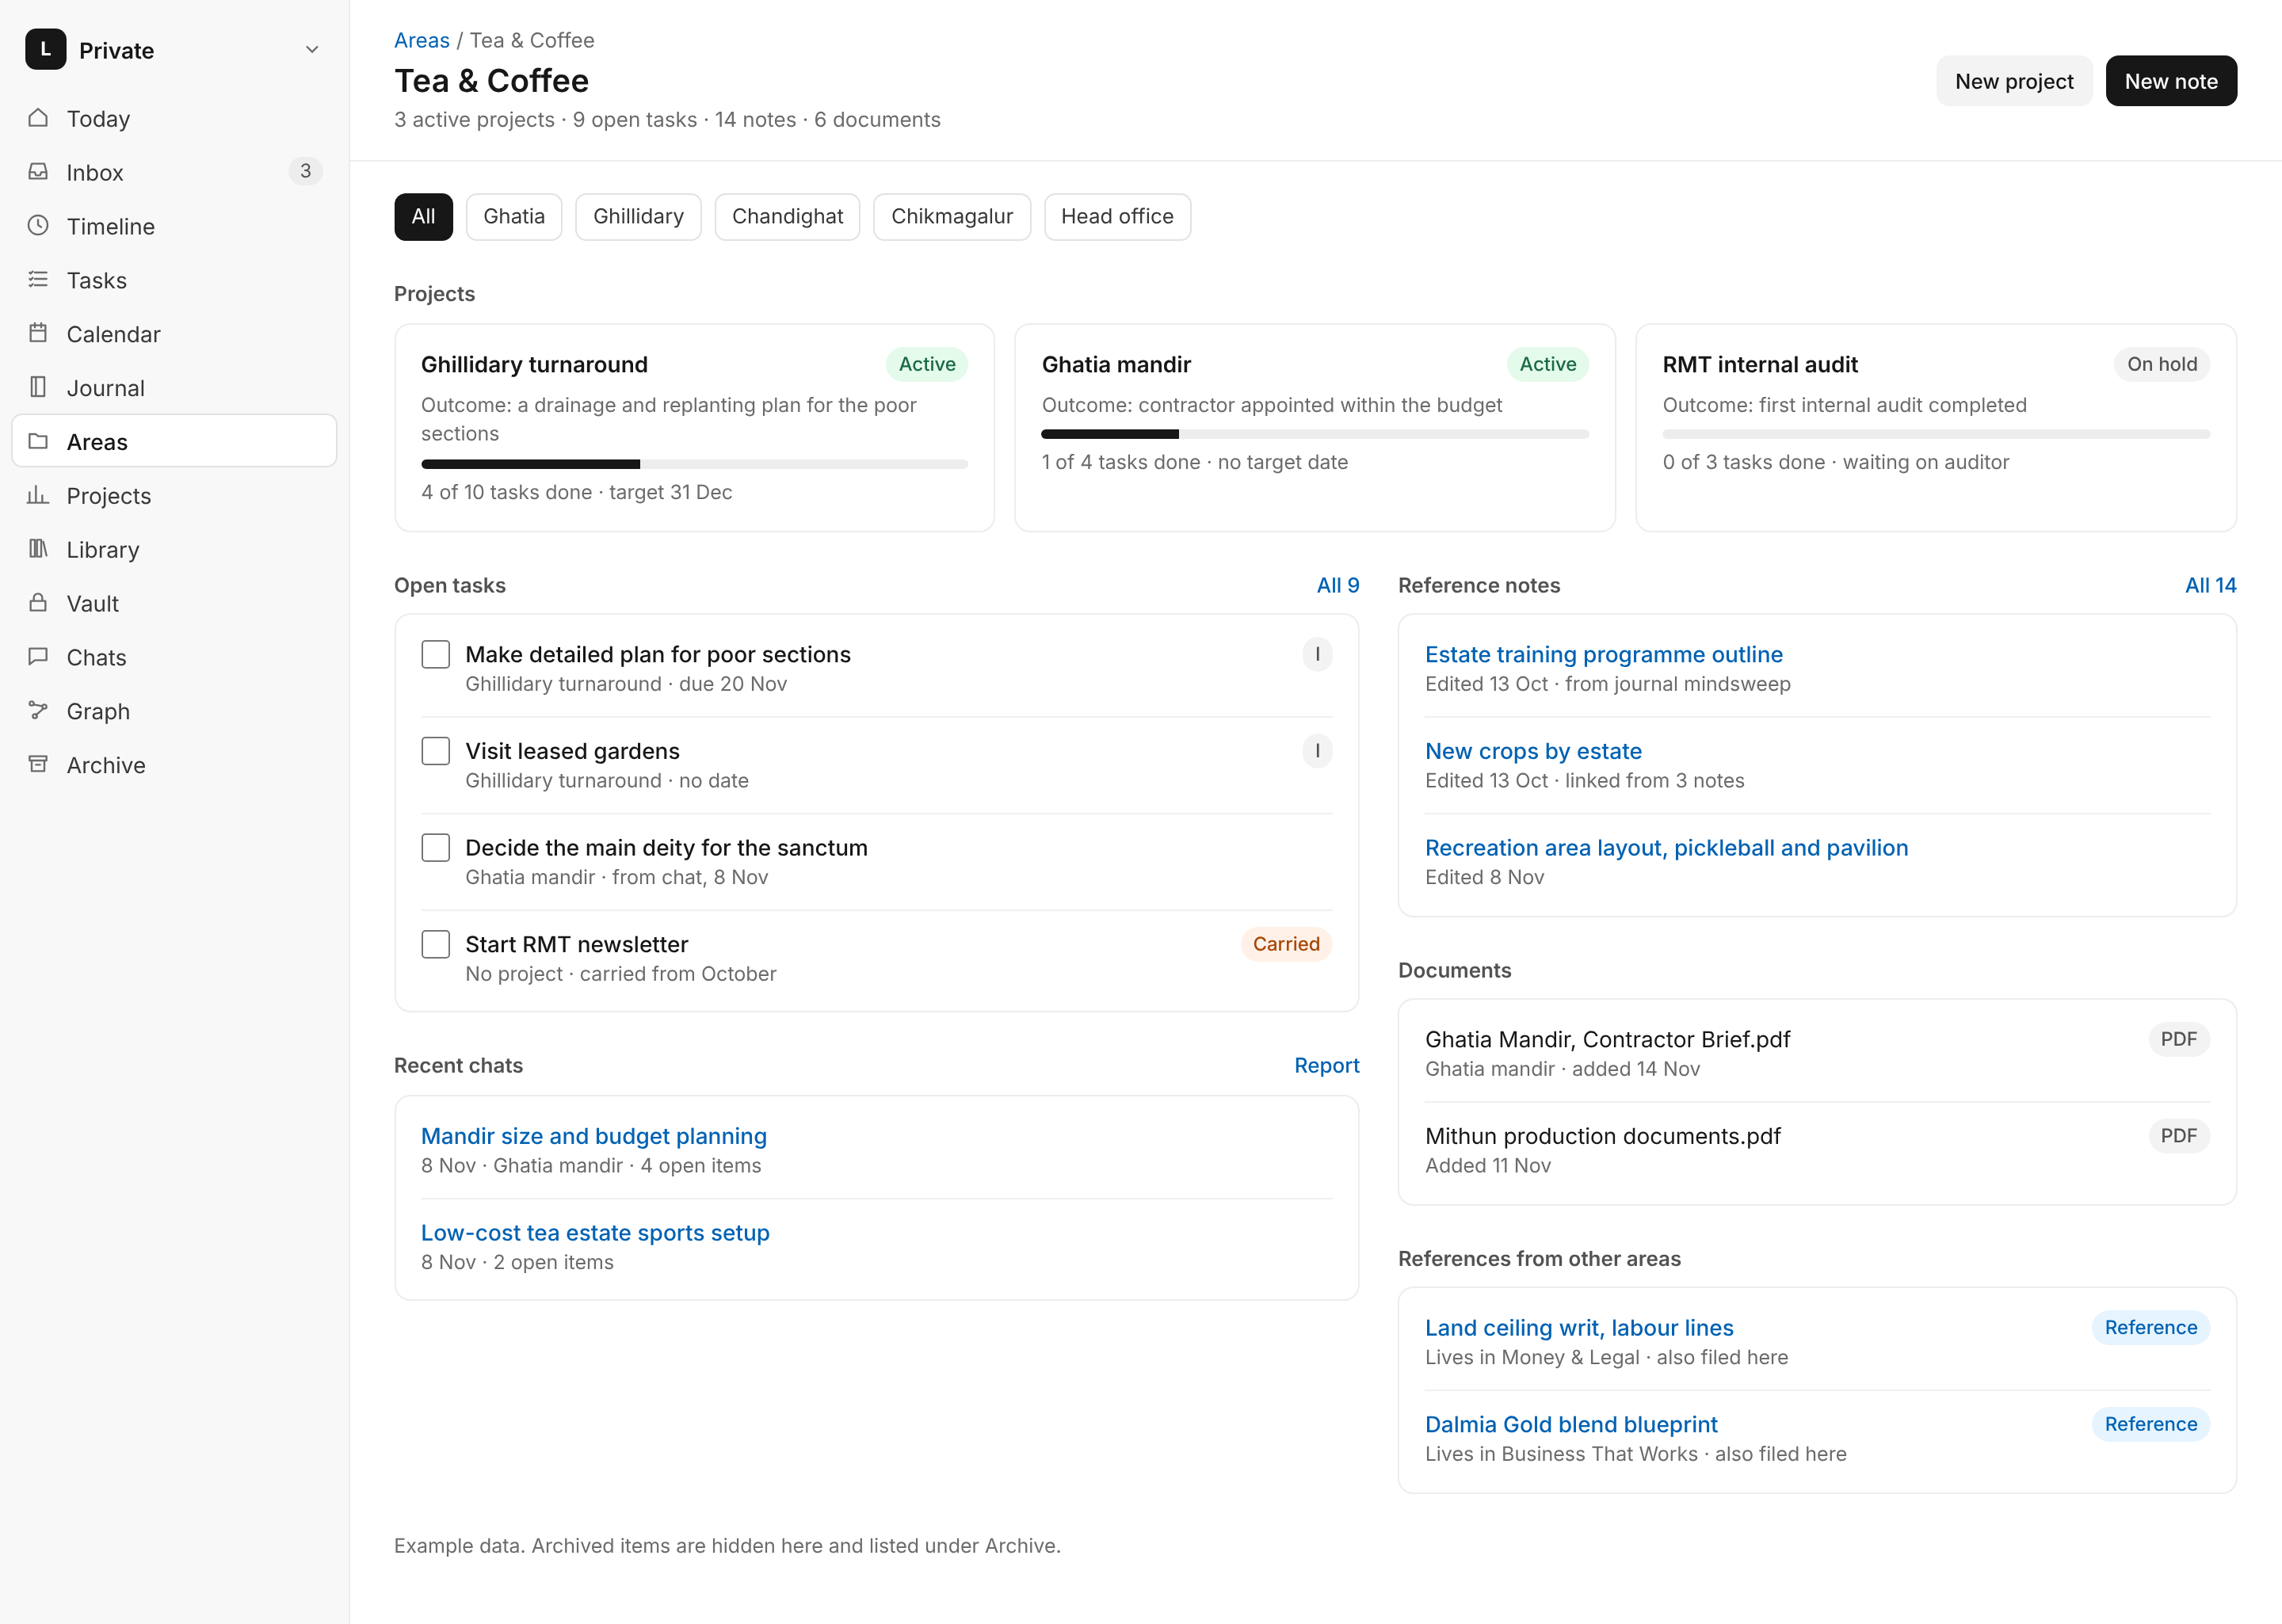 L Private
Today
Inbox 3
Timeline
Tasks
Calendar
Journal
Areas
Projects
Library
Vault
Chats
Graph
Archive
Areas / Tea & Coffee
Tea & Coffee
3 active projects · 9 open tasks · 14 notes · 6 documents
New project
New note
All
Ghatia
Ghillidary
Chandighat
Chikmagalur
Head office
Projects
Ghillidary turnaround Active
Outcome: a drainage and replanting plan for the poor
sections
4 of 10 tasks done · target 31 Dec
Ghatia mandir Active
Outcome: contractor appointed within the budget
1 of 4 tasks done · no target date
RMT internal audit On hold
Outcome: first internal audit completed
0 of 3 tasks done · waiting on auditor
Open tasks All 9
Make detailed plan for poor sections I
Ghillidary turnaround · due 20 Nov
Visit leased gardens I
Ghillidary turnaround · no date
Decide the main deity for the sanctum
Ghatia mandir · from chat, 8 Nov
Start RMT newsletter Carried
No project · carried from October
Recent chats Report
Mandir size and budget planning
8 Nov · Ghatia mandir · 4 open items
Low-cost tea estate sports setup
8 Nov · 2 open items
Reference notes All 14
Estate training programme outline
Edited 13 Oct · from journal mindsweep
New crops by estate
Edited 13 Oct · linked from 3 notes
Recreation area layout, pickleball and pavilion
Edited 8 Nov
Documents
Ghatia Mandir, Contractor Brief.pdf PDF
Ghatia mandir · added 14 Nov
Mithun production documents.pdf PDF
Added 11 Nov
References from other areas
Land ceiling writ, labour lines Reference
Lives in Money & Legal · also filed here
Dalmia Gold blend blueprint Reference
Lives in Business That Works · also filed here
Example data. Archived items are hidden here and listed under Archive.